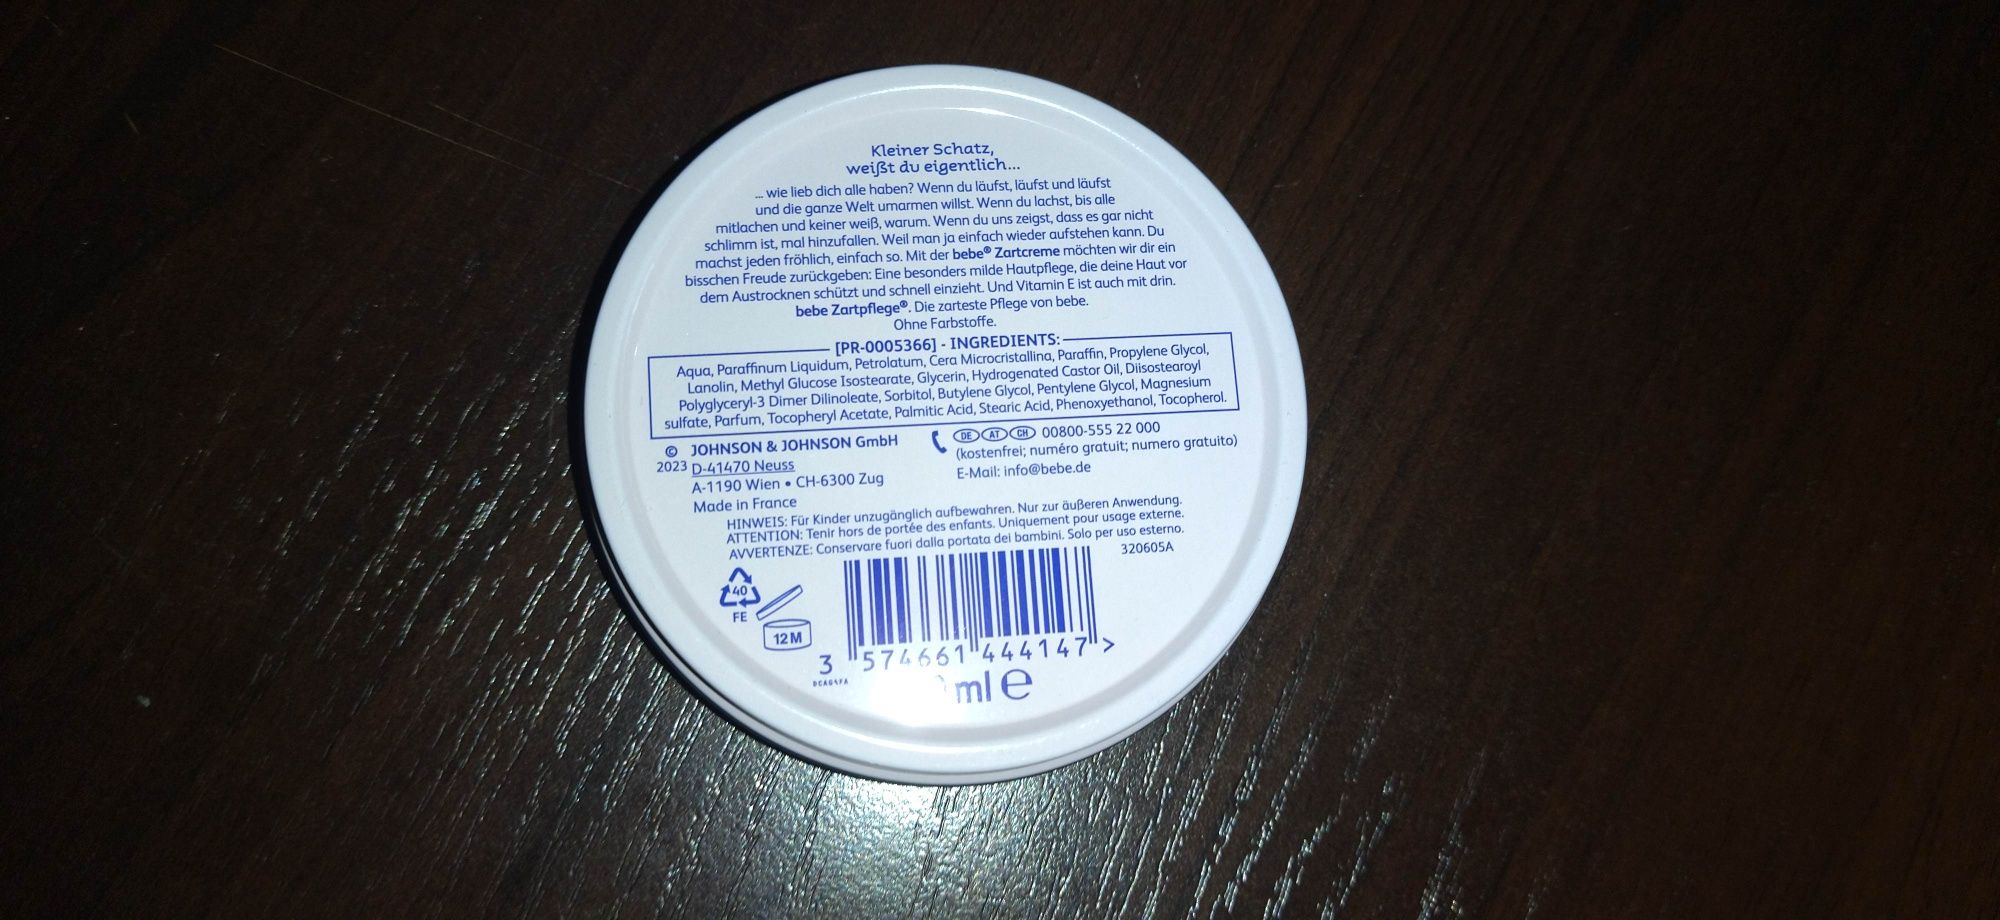 Kleiner Schatz,
weißt du eigentlich...
... wie lieb dich alle haben? Wenn du läufst, läufst und läufst
und die ganze Welt umarmen willst. Wenn du lachst, bis alle
mitlachen und keiner weiß, warum. Wenn du uns zeigst, dass es gar nicht
schlimm ist, mal hinzufallen. Weil man ja einfach wieder aufstehen kann. Du
machst jeden fröhlich, einfach so. Mit der bebe® Zartcreme möchten wir dir ein
bisschen Freude zurückgeben: Eine besonders milde Hautpflege, die deine Haut vor
dem Austrocknen schützt und schnell einzieht. Und Vitamin E ist auch mit drin.
bebe Zartpflege®. Die zarteste Pflege von bebe.
Ohne Farbstoffe.
[PR-0005366] - INGREDIENTS:
Aqua, Paraffinum Liquidum, Petrolatum, Cera Microcristallina, Paraffin, Propylene Glycol,
Lanolin, Methyl Glucose Isostearate, Glycerin, Hydrogenated Castor Oil, Diisostearoyl
Polyglyceryl-3 Dimer Dilinoleate, Sorbitol, Butylene Glycol, Pentylene Glycol, Magnesium
sulfate, Parfum, Tocopheryl Acetate, Palmitic Acid, Stearic Acid, Phenoxyethanol, Tocopherol.
© JOHNSON & JOHNSON GmbH
2023 D-41470 Neuss
A-1190 Wien • CH-6300 Zug
Made in France
DE AT CH 00800-555 22 000
(kostenfrei; numéro gratuit; numero gratuito)
E-Mail: info@bebe.de
HINWEIS: Für Kinder unzugänglich aufbewahren. Nur zur äußeren Anwendung.
ATTENTION: Tenir hors de portée des enfants. Uniquement pour usage externe.
AVVERTENZE: Conservare fuori dalla portata dei bambini. Solo per uso esterno.
320605A
40
FE
12 M
3 574661 444147 >
ml e